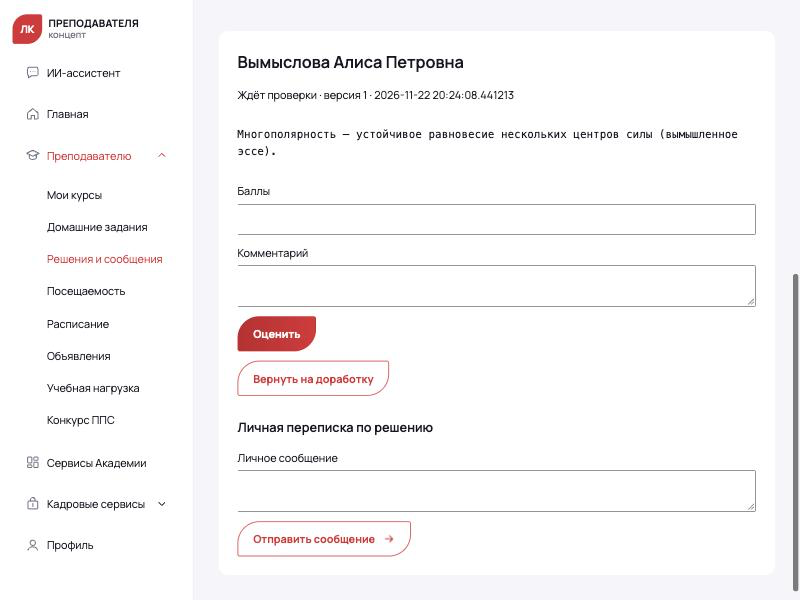 ЛК
ПРЕПОДАВАТЕЛЯ
концепт
ИИ-ассистент
Главная
Преподавателю
Мои курсы
Домашние задания
Решения и сообщения
Посещаемость
Расписание
Объявления
Учебная нагрузка
Конкурс ППС
Сервисы Академии
Кадровые сервисы
Профиль
Вымыслова Алиса Петровна
Ждёт проверки · версия 1 · 2026-11-22 20:24:08.441213
Многополярность — устойчивое равновесие нескольких центров силы (вымышленное
эссе).
Баллы
Комментарий
Оценить
Вернуть на доработку
Личная переписка по решению
Личное сообщение
Отправить сообщение →